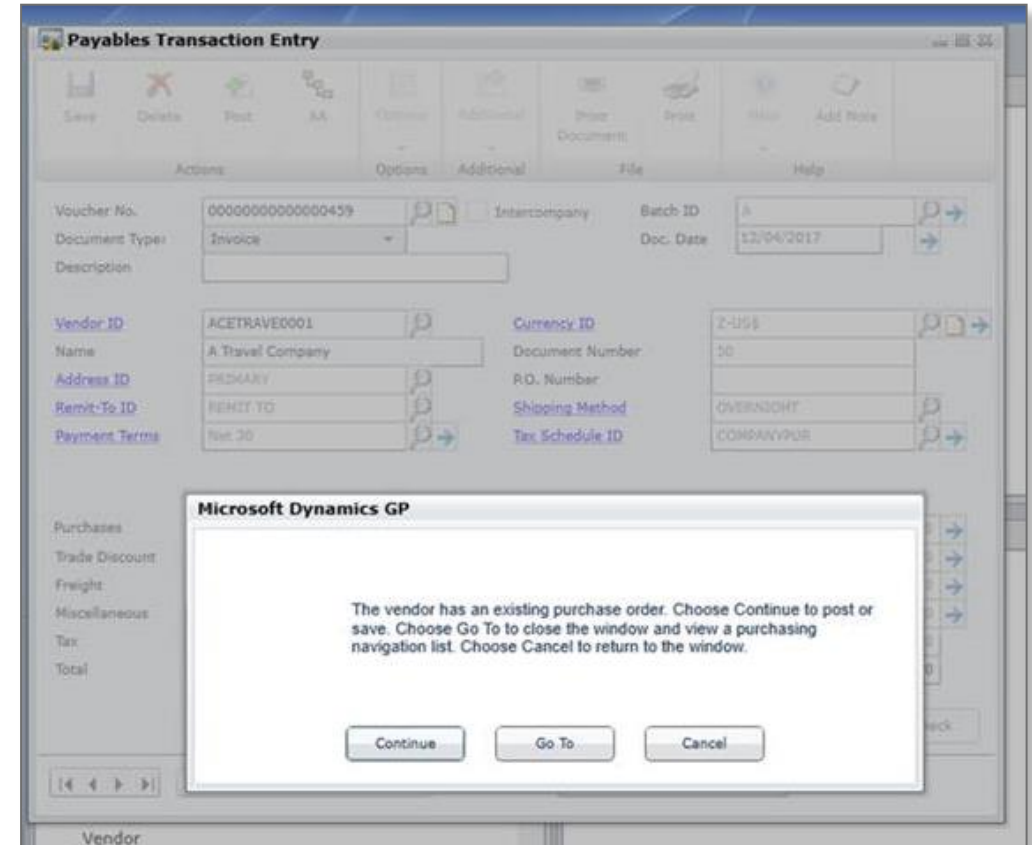 Payables Transaction Entry
Save Delete Post AA Options Additional Print Document Print Help Add Note
Actions Options Additional File Help
Voucher No. 00000000000000459 Intercompany Batch ID A
Document Type: Invoice Doc. Date 12/04/2017
Description
Vendor ID ACETRAVE0001 Currency ID Z-US$
Name A Travel Company Document Number 50
Address ID PRIMARY P.O. Number
Remit-To ID REMIT TO Shipping Method OVERNIGHT
Payment Terms Net 30 Tax Schedule ID COMPANYPUR
Microsoft Dynamics GP
Purchases
Trade Discount
Freight
Miscellaneous
Tax
Total
The vendor has an existing purchase order. Choose Continue to post or
save. Choose Go To to close the window and view a purchasing
navigation list. Choose Cancel to return to the window.
Continue Go To Cancel
Vendor